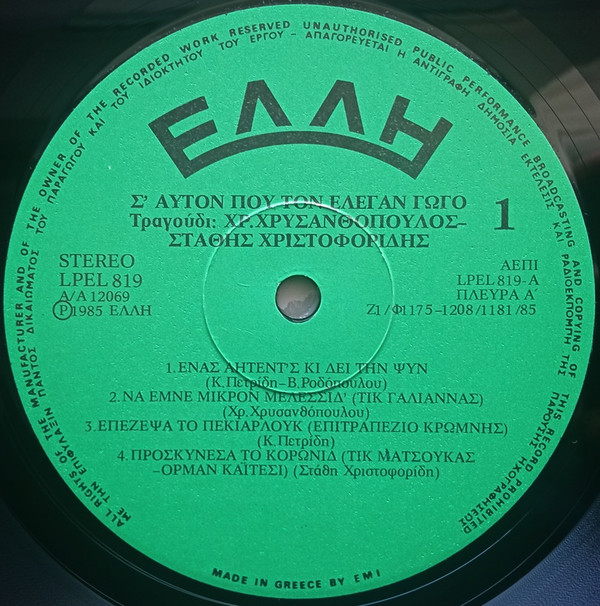 ALL RIGHTS OF THE MANUFACTURER AND OF THE OWNER OF THE RECORDED WORK RESERVED UNAUTHORISED PUBLIC PERFORMANCE BROADCASTING AND COPYING OF THIS RECORD PROHIBITED
ΜΕ ΤΗΝ ΕΠΙΦΥΛΑΞΙΝ ΠΑΝΤΟΣ ΔΙΚΑΙΩΜΑΤΟΣ ΤΟΥ ΠΑΡΑΓΩΓΟΥ ΚΑΙ ΤΟΥ ΙΔΙΟΚΤΗΤΟΥ ΤΟΥ ΕΡΓΟΥ - ΑΠΑΓΟΡΕΥΕΤΑΙ Η ΑΝΤΙΓΡΑΦΗ ΔΗΜΟΣΙΑ ΕΚΤΕΛΕΣΙΣ ΚΑΙ ΡΑΔΙΟΕΚΠΟΜΠΗ ΤΗΣ ΠΑΡΟΥΣΗΣ ΗΧΟΓΡΑΦΗΣΕΩΣ
ΕΛΛΗ
Σ' ΑΥΤΟΝ ΠΟΥ ΤΟΝ ΕΛΕΓΑΝ ΓΩΓΟ
Τραγούδι: ΧΡ.ΧΡΥΣΑΝΘΟΠΟΥΛΟΣ–
ΣΤΑΘΗΣ ΧΡΙΣΤΟΦΟΡΙΔΗΣ
1
STEREO
LPEL 819
Α/Α 12069
Ⓟ1985 ΕΛΛΗ
ΑΕΠΙ
LPEL 819-A
ΠΛΕΥΡΑ Α΄
Ζ1/Φ1175-1208/1181/85
1. ΕΝΑΣ ΑΗΤΕΝΤ'Σ ΚΙ ΔΕΙ ΤΗΝ ΨΥΝ
(Κ.Πετρίδη–Β.Ροδόπουλου)
2. ΝΑ ΕΜΝΕ ΜΙΚΡΟΝ ΜΕΛΕΣΣΙΔ' (ΤΙΚ ΓΑΛΙΑΝΝΑΣ)
(Χρ.Χρυσανθόπουλου)
3. ΕΠΕΖΕΨΑ ΤΟ ΠΕΚΙΑΡΛΟΥΚ (ΕΠΙΤΡΑΠΕΖΙΟ ΚΡΩΜΝΗΣ)
(Κ.Πετρίδη)
4. ΠΡΟΣΚΥΝΕΣΑ ΤΟ ΚΟΡΩΝΙΔ (ΤΙΚ ΜΑΤΣΟΥΚΑΣ
–ΟΡΜΑΝ ΚΑΪΤΕΣΙ) (Στάθη Χριστοφορίδη)
MADE IN GREECE BY EMI